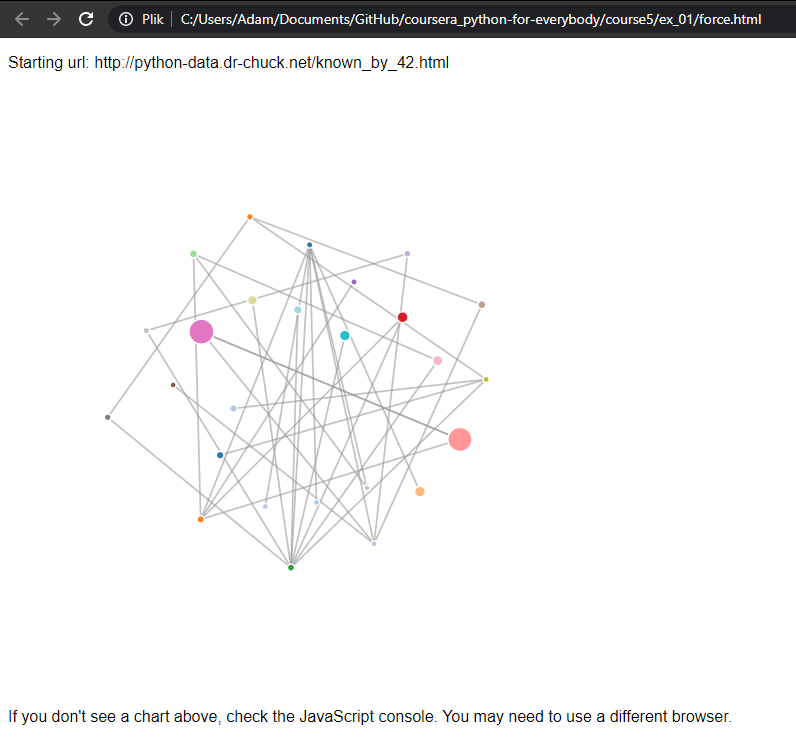 Plik C:/Users/Adam/Documents/GitHub/coursera_python-for-everybody/course5/ex_01/force.html
Starting url: http://python-data.dr-chuck.net/known_by_42.html
If you don't see a chart above, check the JavaScript console. You may need to use a different browser.